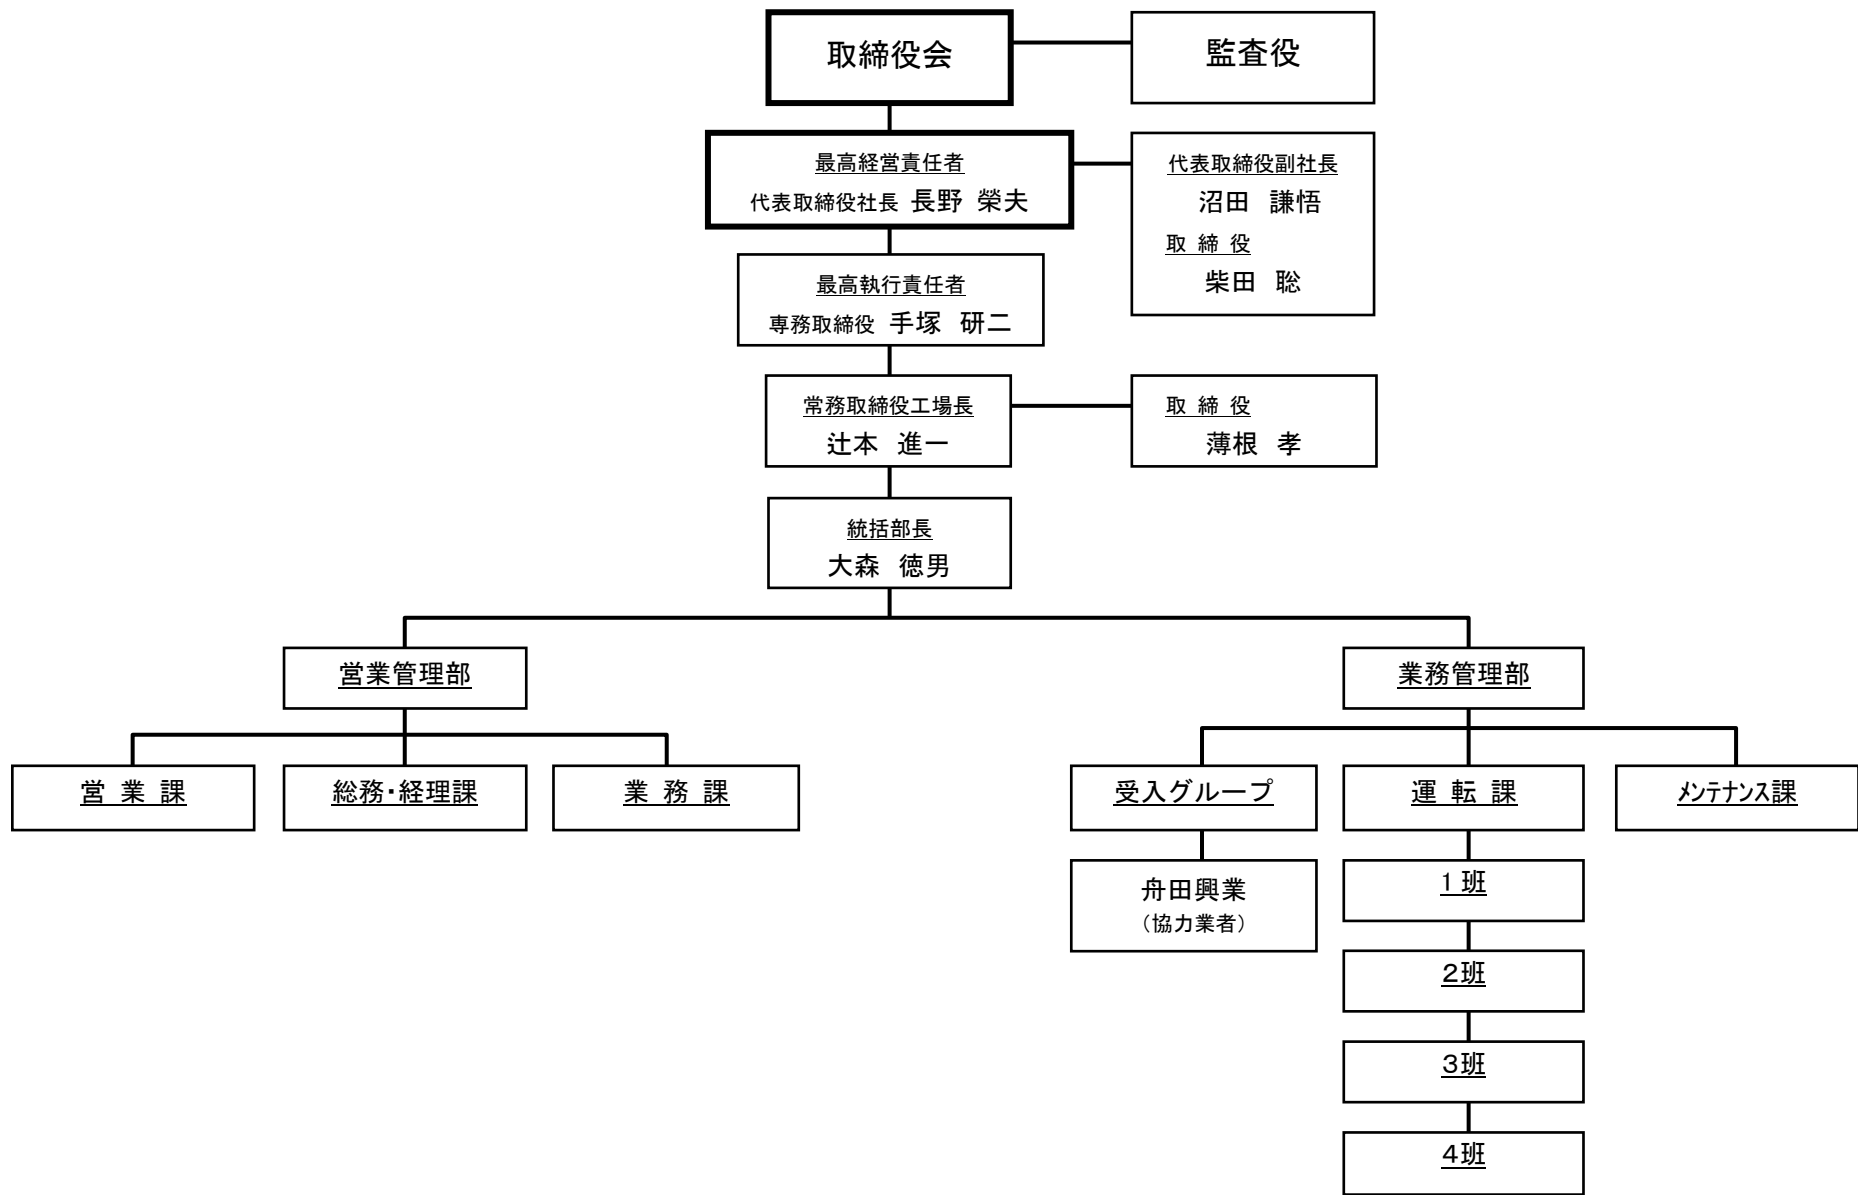 取締役会
監査役
最高経営責任者
代表取締役社長 長野 榮夫
代表取締役副社長
沼田 謙悟
取 締 役
柴田 聡
最高執行責任者
専務取締役 手塚 研二
常務取締役工場長
辻本 進一
取 締 役
薄根 孝
統括部長
大森 徳男
営業管理部
業務管理部
営 業 課
総務・経理課
業 務 課
受入グループ
運 転 課
メンテナンス課
舟田興業
（協力業者）
１班
２班
３班
４班